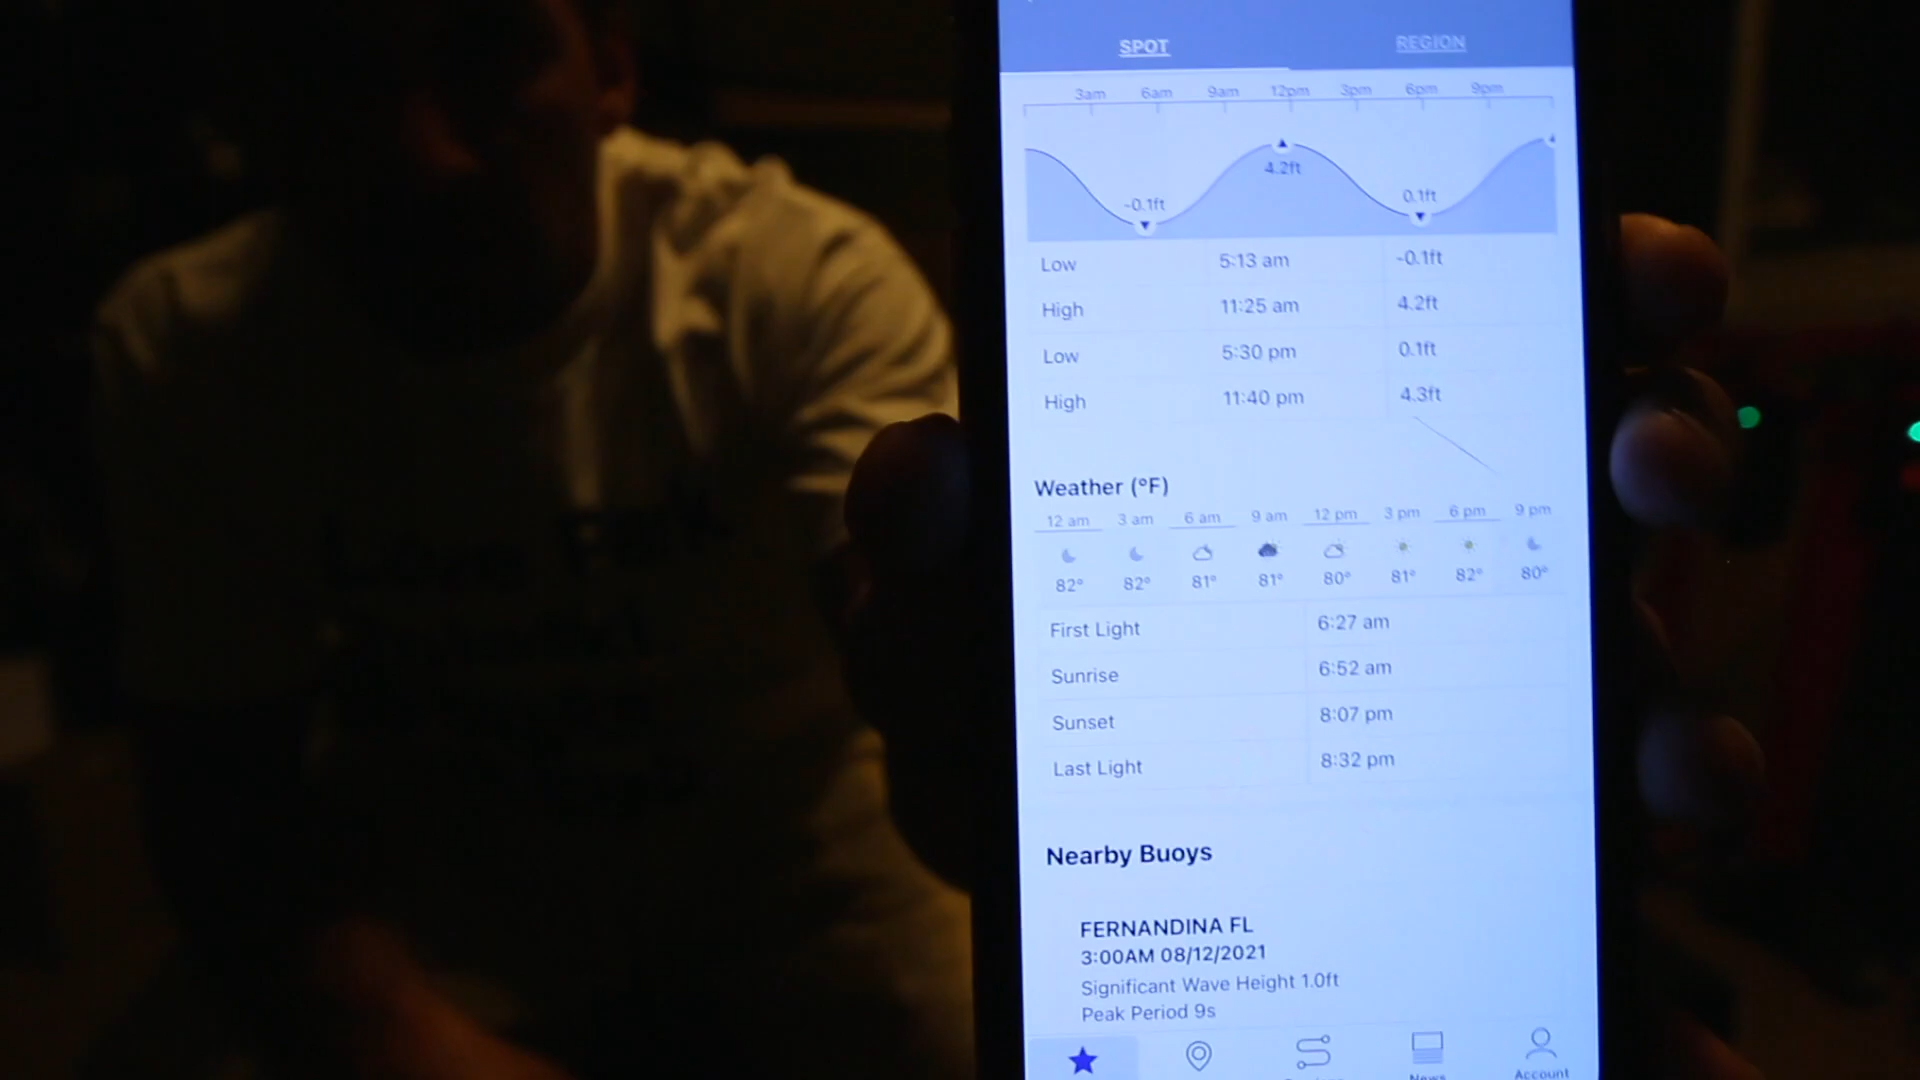 SPOT REGION
3am 6am 9am 12pm 3pm 6pm 9pm
-0.1ft 4.2ft 0.1ft
Low 5:13 am -0.1ft
High 11:25 am 4.2ft
Low 5:30 pm 0.1ft
High 11:40 pm 4.3ft
Weather (°F)
12 am 3 am 6 am 9 am 12 pm 3 pm 6 pm 9 pm
82° 82° 81° 81° 80° 81° 82° 80°
First Light 6:27 am
Sunrise 6:52 am
Sunset 8:07 pm
Last Light 8:32 pm
Nearby Buoys
FERNANDINA FL
3:00AM 08/12/2021
Significant Wave Height 1.0ft
Peak Period 9s
News Account